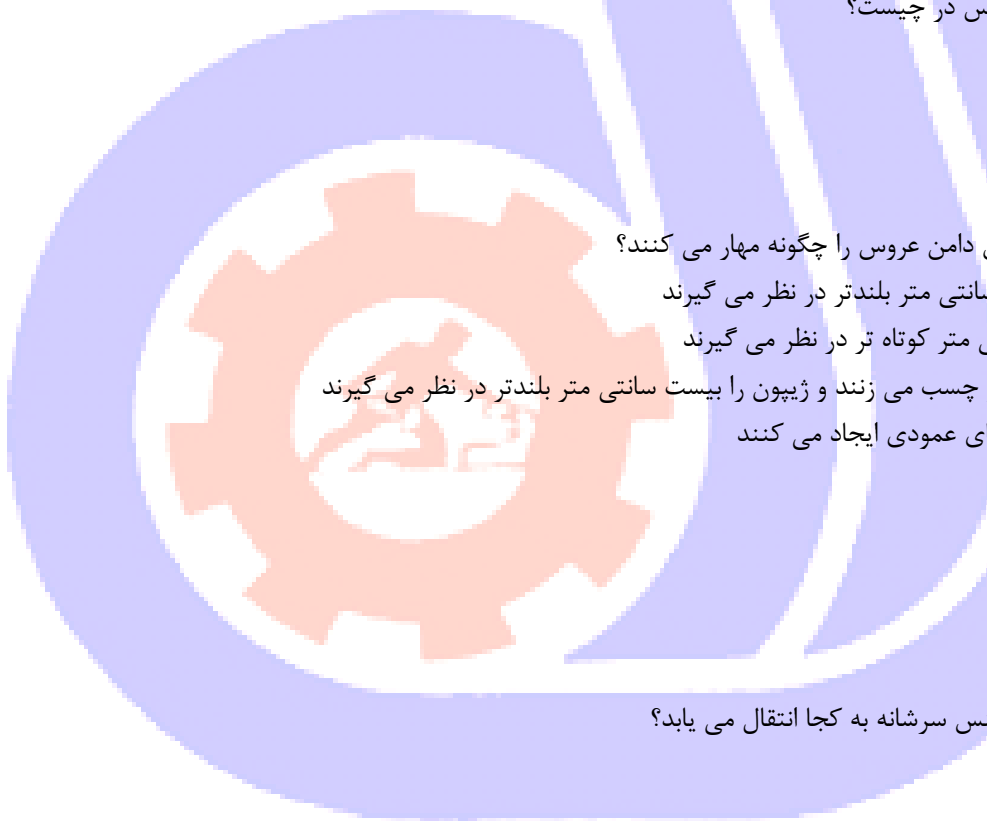 در چیست؟
دامن عروس را چگونه مهار می کنند؟
سانتی متر بلندتر در نظر می گیرند
متر کوتاه تر در نظر می گیرند
چسب می زنند و ژیپون را بیست سانتی متر بلندتر در نظر می گیرند
عمودی ایجاد می کنند
سرشانه به کجا انتقال می یابد؟